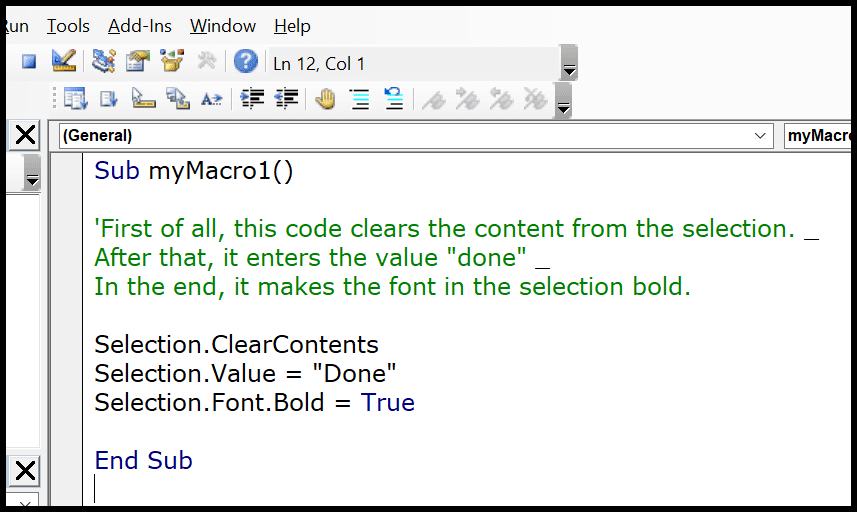 Run Tools Add-Ins Window Help
Ln 12, Col 1
(General)
Sub myMacro1()
'First of all, this code clears the content from the selection. _
After that, it enters the value "done" _
In the end, it makes the font in the selection bold.
Selection.ClearContents
Selection.Value = "Done"
Selection.Font.Bold = True
End Sub